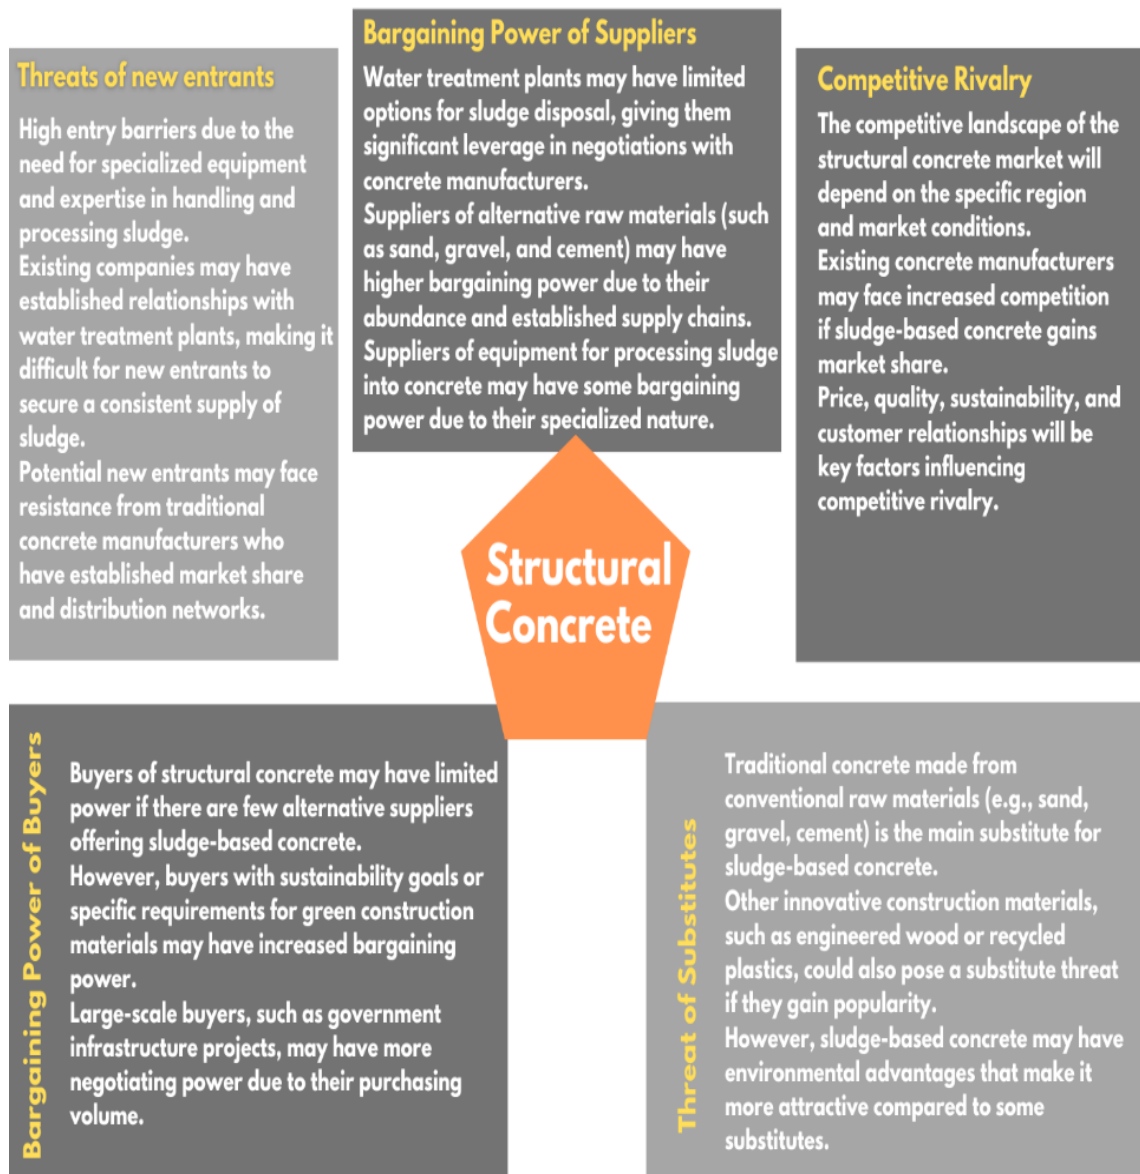 Threats of new entrants
High entry barriers due to the
need for specialized equipment
and expertise in handling and
processing sludge.
Existing companies may have
established relationships with
water treatment plants, making it
difficult for new entrants to
secure a consistent supply of
sludge.
Potential new entrants may face
resistance from traditional
concrete manufacturers who
have established market share
and distribution networks.
Bargaining Power of Suppliers
Water treatment plants may have limited
options for sludge disposal, giving them
significant leverage in negotiations with
concrete manufacturers.
Suppliers of alternative raw materials (such
as sand, gravel, and cement) may have
higher bargaining power due to their
abundance and established supply chains.
Suppliers of equipment for processing sludge
into concrete may have some bargaining
power due to their specialized nature.
Competitive Rivalry
The competitive landscape of the
structural concrete market will
depend on the specific region
and market conditions.
Existing concrete manufacturers
may face increased competition
if sludge-based concrete gains
market share.
Price, quality, sustainability, and
customer relationships will be
key factors influencing
competitive rivalry.
Structural
Concrete
Bargaining Power of Buyers
Buyers of structural concrete may have limited
power if there are few alternative suppliers
offering sludge-based concrete.
However, buyers with sustainability goals or
specific requirements for green construction
materials may have increased bargaining
power.
Large-scale buyers, such as government
infrastructure projects, may have more
negotiating power due to their purchasing
volume.
Threat of Substitutes
Traditional concrete made from
conventional raw materials (e.g., sand,
gravel, cement) is the main substitute for
sludge-based concrete.
Other innovative construction materials,
such as engineered wood or recycled
plastics, could also pose a substitute threat
if they gain popularity.
However, sludge-based concrete may have
environmental advantages that make it
more attractive compared to some
substitutes.